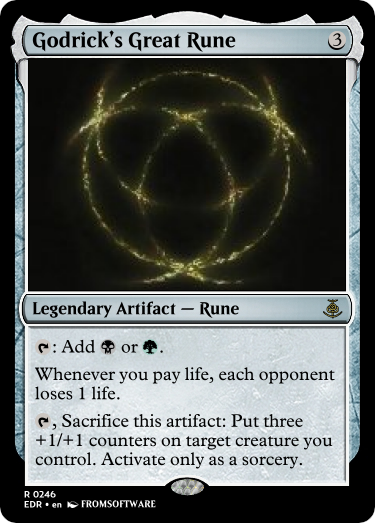 Godrick's Great Rune 3
Legendary Artifact — Rune
: Add or .
Whenever you pay life, each opponent
loses 1 life.
, Sacrifice this artifact: Put three
+1/+1 counters on target creature you
control. Activate only as a sorcery.
R 0246
EDR • en FROMSOFTWARE